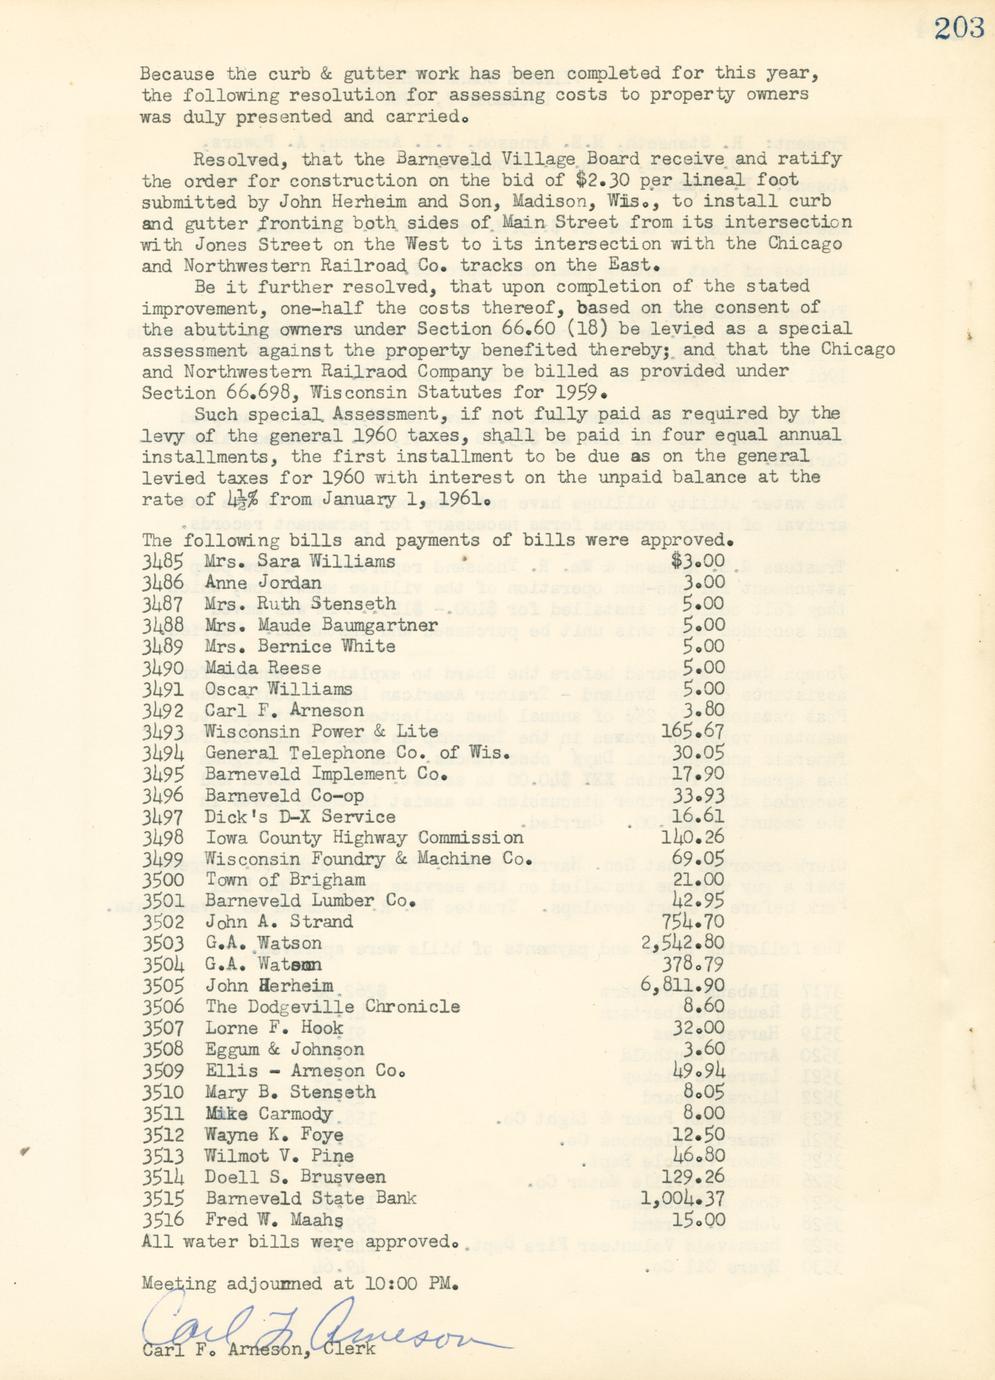 203
Because the curb & gutter work has been completed for this year,
the following resolution for assessing costs to property owners
was duly presented and carried.
Resolved, that the Barneveld Village Board receive and ratify
the order for construction on the bid of $2.30 per lineal foot
submitted by John Herheim and Son, Madison, Wis., to install curb
and gutter fronting both sides of Main Street from its intersection
with Jones Street on the West to its intersection with the Chicago
and Northwestern Railroad Co. tracks on the East.
Be it further resolved, that upon completion of the stated
improvement, one-half the costs thereof, based on the consent of
the abutting owners under Section 66.60 (18) be levied as a special
assessment against the property benefited thereby; and that the Chicago
and Northwestern Railraod Company be billed as provided under
Section 66.698, Wisconsin Statutes for 1959.
Such special Assessment, if not fully paid as required by the
levy of the general 1960 taxes, shall be paid in four equal annual
installments, the first installment to be due as on the general
levied taxes for 1960 with interest on the unpaid balance at the
rate of 4½% from January 1, 1961.
The following bills and payments of bills were approved.
3485 Mrs. Sara Williams $3.00
3486 Anne Jordan 3.00
3487 Mrs. Ruth Stenseth 5.00
3488 Mrs. Maude Baumgartner 5.00
3489 Mrs. Bernice White 5.00
3490 Maida Reese 5.00
3491 Oscar Williams 5.00
3492 Carl F. Arneson 3.80
3493 Wisconsin Power & Lite 165.67
3494 General Telephone Co. of Wis. 30.05
3495 Barneveld Implement Co. 17.90
3496 Barneveld Co-op 33.93
3497 Dick's D-X Service 16.61
3498 Iowa County Highway Commission 140.26
3499 Wisconsin Foundry & Machine Co. 69.05
3500 Town of Brigham 21.00
3501 Barneveld Lumber Co. 42.95
3502 John A. Strand 754.70
3503 G.A. Watson 2,542.80
3504 G.A. Watson 378.79
3505 John Herheim 6,811.90
3506 The Dodgeville Chronicle 8.60
3507 Lorne F. Hook 32.00
3508 Eggum & Johnson 3.60
3509 Ellis - Arneson Co. 49.94
3510 Mary B. Stenseth 8.05
3511 Mike Carmody 8.00
3512 Wayne K. Foye 12.50
3513 Wilmot V. Pine 46.80
3514 Doell S. Brusveen 129.26
3515 Barneveld State Bank 1,004.37
3516 Fred W. Maahs 15.00
All water bills were approved.
Meeting adjourned at 10:00 PM.
Carl F. Arneson
Carl F. Arneson, Clerk